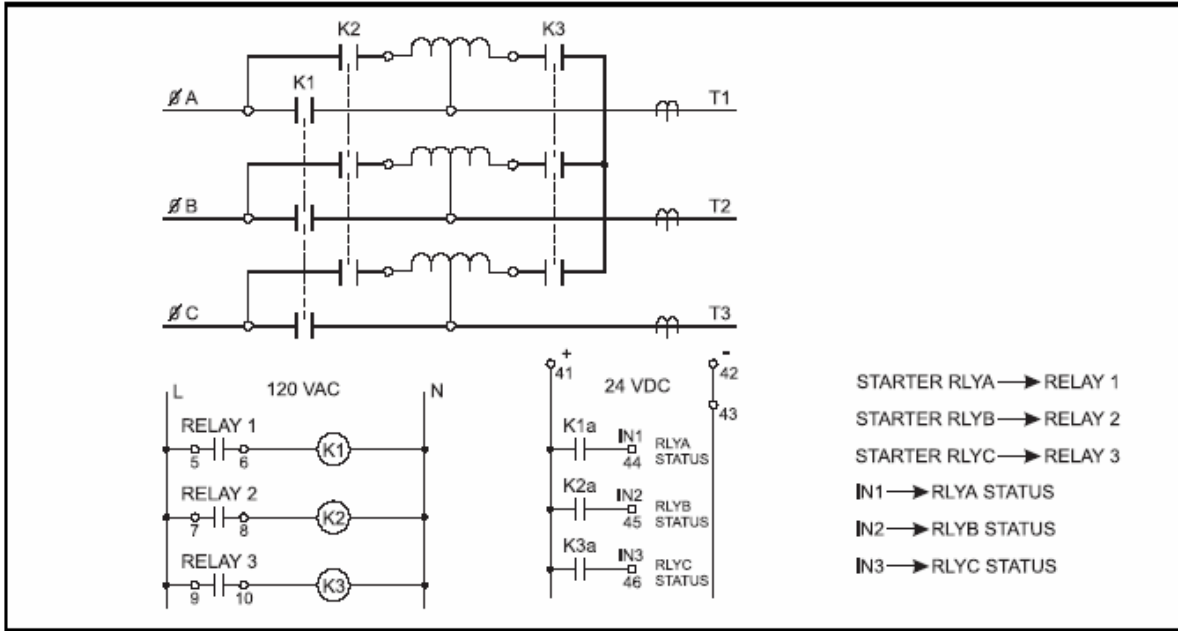 K2 K3
K1
Ø A T1
Ø B T2
Ø C T3
L 120 VAC N
RELAY 1
5 6 K1
RELAY 2
7 8 K2
RELAY 3
9 10 K3
+ -
41 24 VDC 42
43
K1a IN1 RLYA
44 STATUS
K2a IN2 RLYB
45 STATUS
K3a IN3 RLYC
46 STATUS
STARTER RLYA → RELAY 1
STARTER RLYB → RELAY 2
STARTER RLYC → RELAY 3
IN1 → RLYA STATUS
IN2 → RLYB STATUS
IN3 → RLYC STATUS